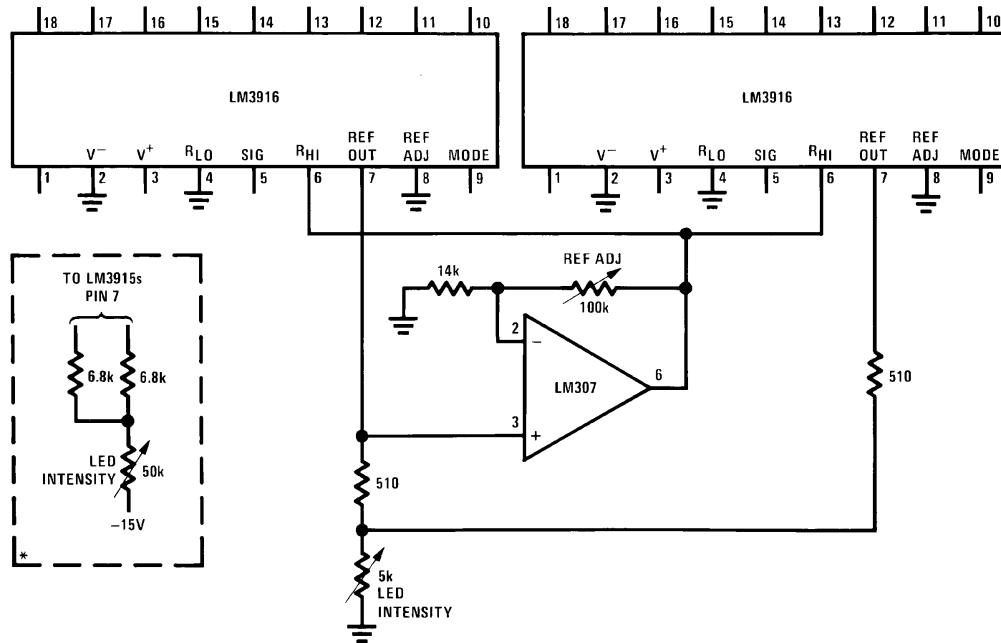 18 17 16 15 14 13 12 11 10
18 17 16 15 14 13 12 11 10
LM3916
LM3916
V− V+ RLO SIG RHI REF OUT REF ADJ MODE
1 2 3 4 5 6 7 8 9
V− V+ RLO SIG RHI REF OUT REF ADJ MODE
1 2 3 4 5 6 7 8 9
TO LM3915s
PIN 7
6.8k
6.8k
LED
INTENSITY
50k
−15V
*
14k
REF ADJ
100k
2
−
LM307
6
3
+
510
510
5k
LED
INTENSITY